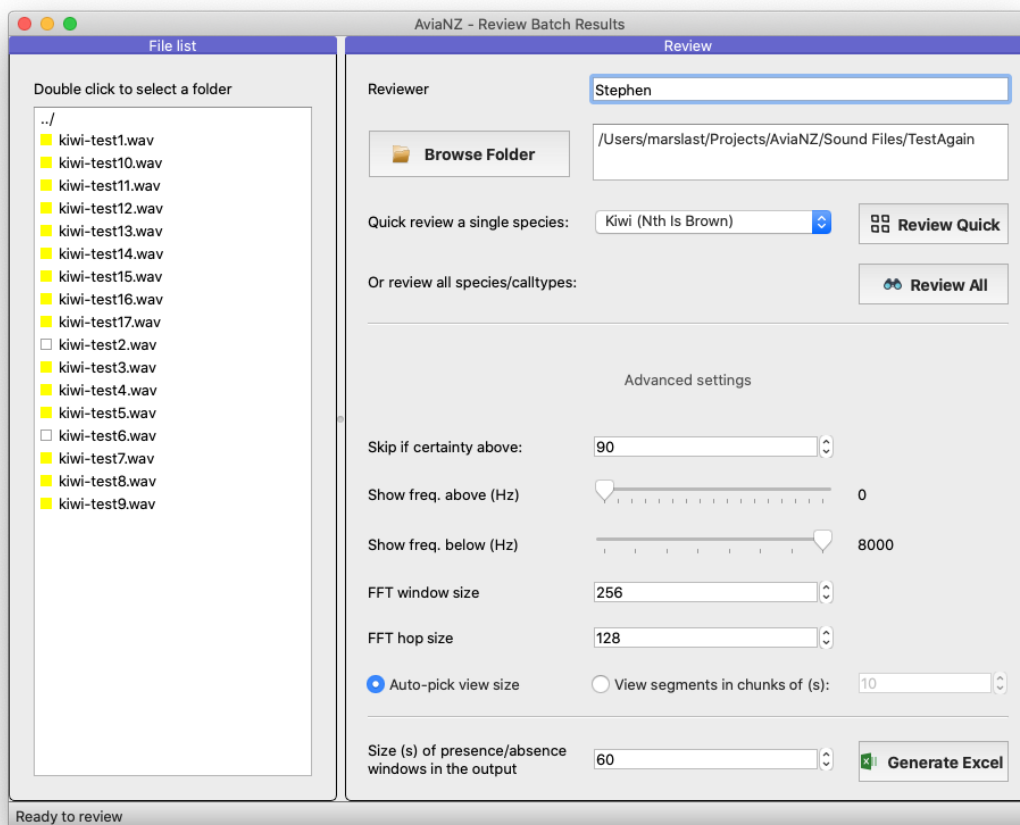 AviaNZ - Review Batch Results
File list
Double click to select a folder
../
kiwi-test1.wav
kiwi-test10.wav
kiwi-test11.wav
kiwi-test12.wav
kiwi-test13.wav
kiwi-test14.wav
kiwi-test15.wav
kiwi-test16.wav
kiwi-test17.wav
kiwi-test2.wav
kiwi-test3.wav
kiwi-test4.wav
kiwi-test5.wav
kiwi-test6.wav
kiwi-test7.wav
kiwi-test8.wav
kiwi-test9.wav
Review
Reviewer Stephen
Browse Folder /Users/marslast/Projects/AviaNZ/Sound Files/TestAgain
Quick review a single species: Kiwi (Nth Is Brown) Review Quick
Or review all species/calltypes: Review All
Advanced settings
Skip if certainty above: 90
Show freq. above (Hz) 0
Show freq. below (Hz) 8000
FFT window size 256
FFT hop size 128
Auto-pick view size View segments in chunks of (s): 10
Size (s) of presence/absence
windows in the output 60 Generate Excel
Ready to review